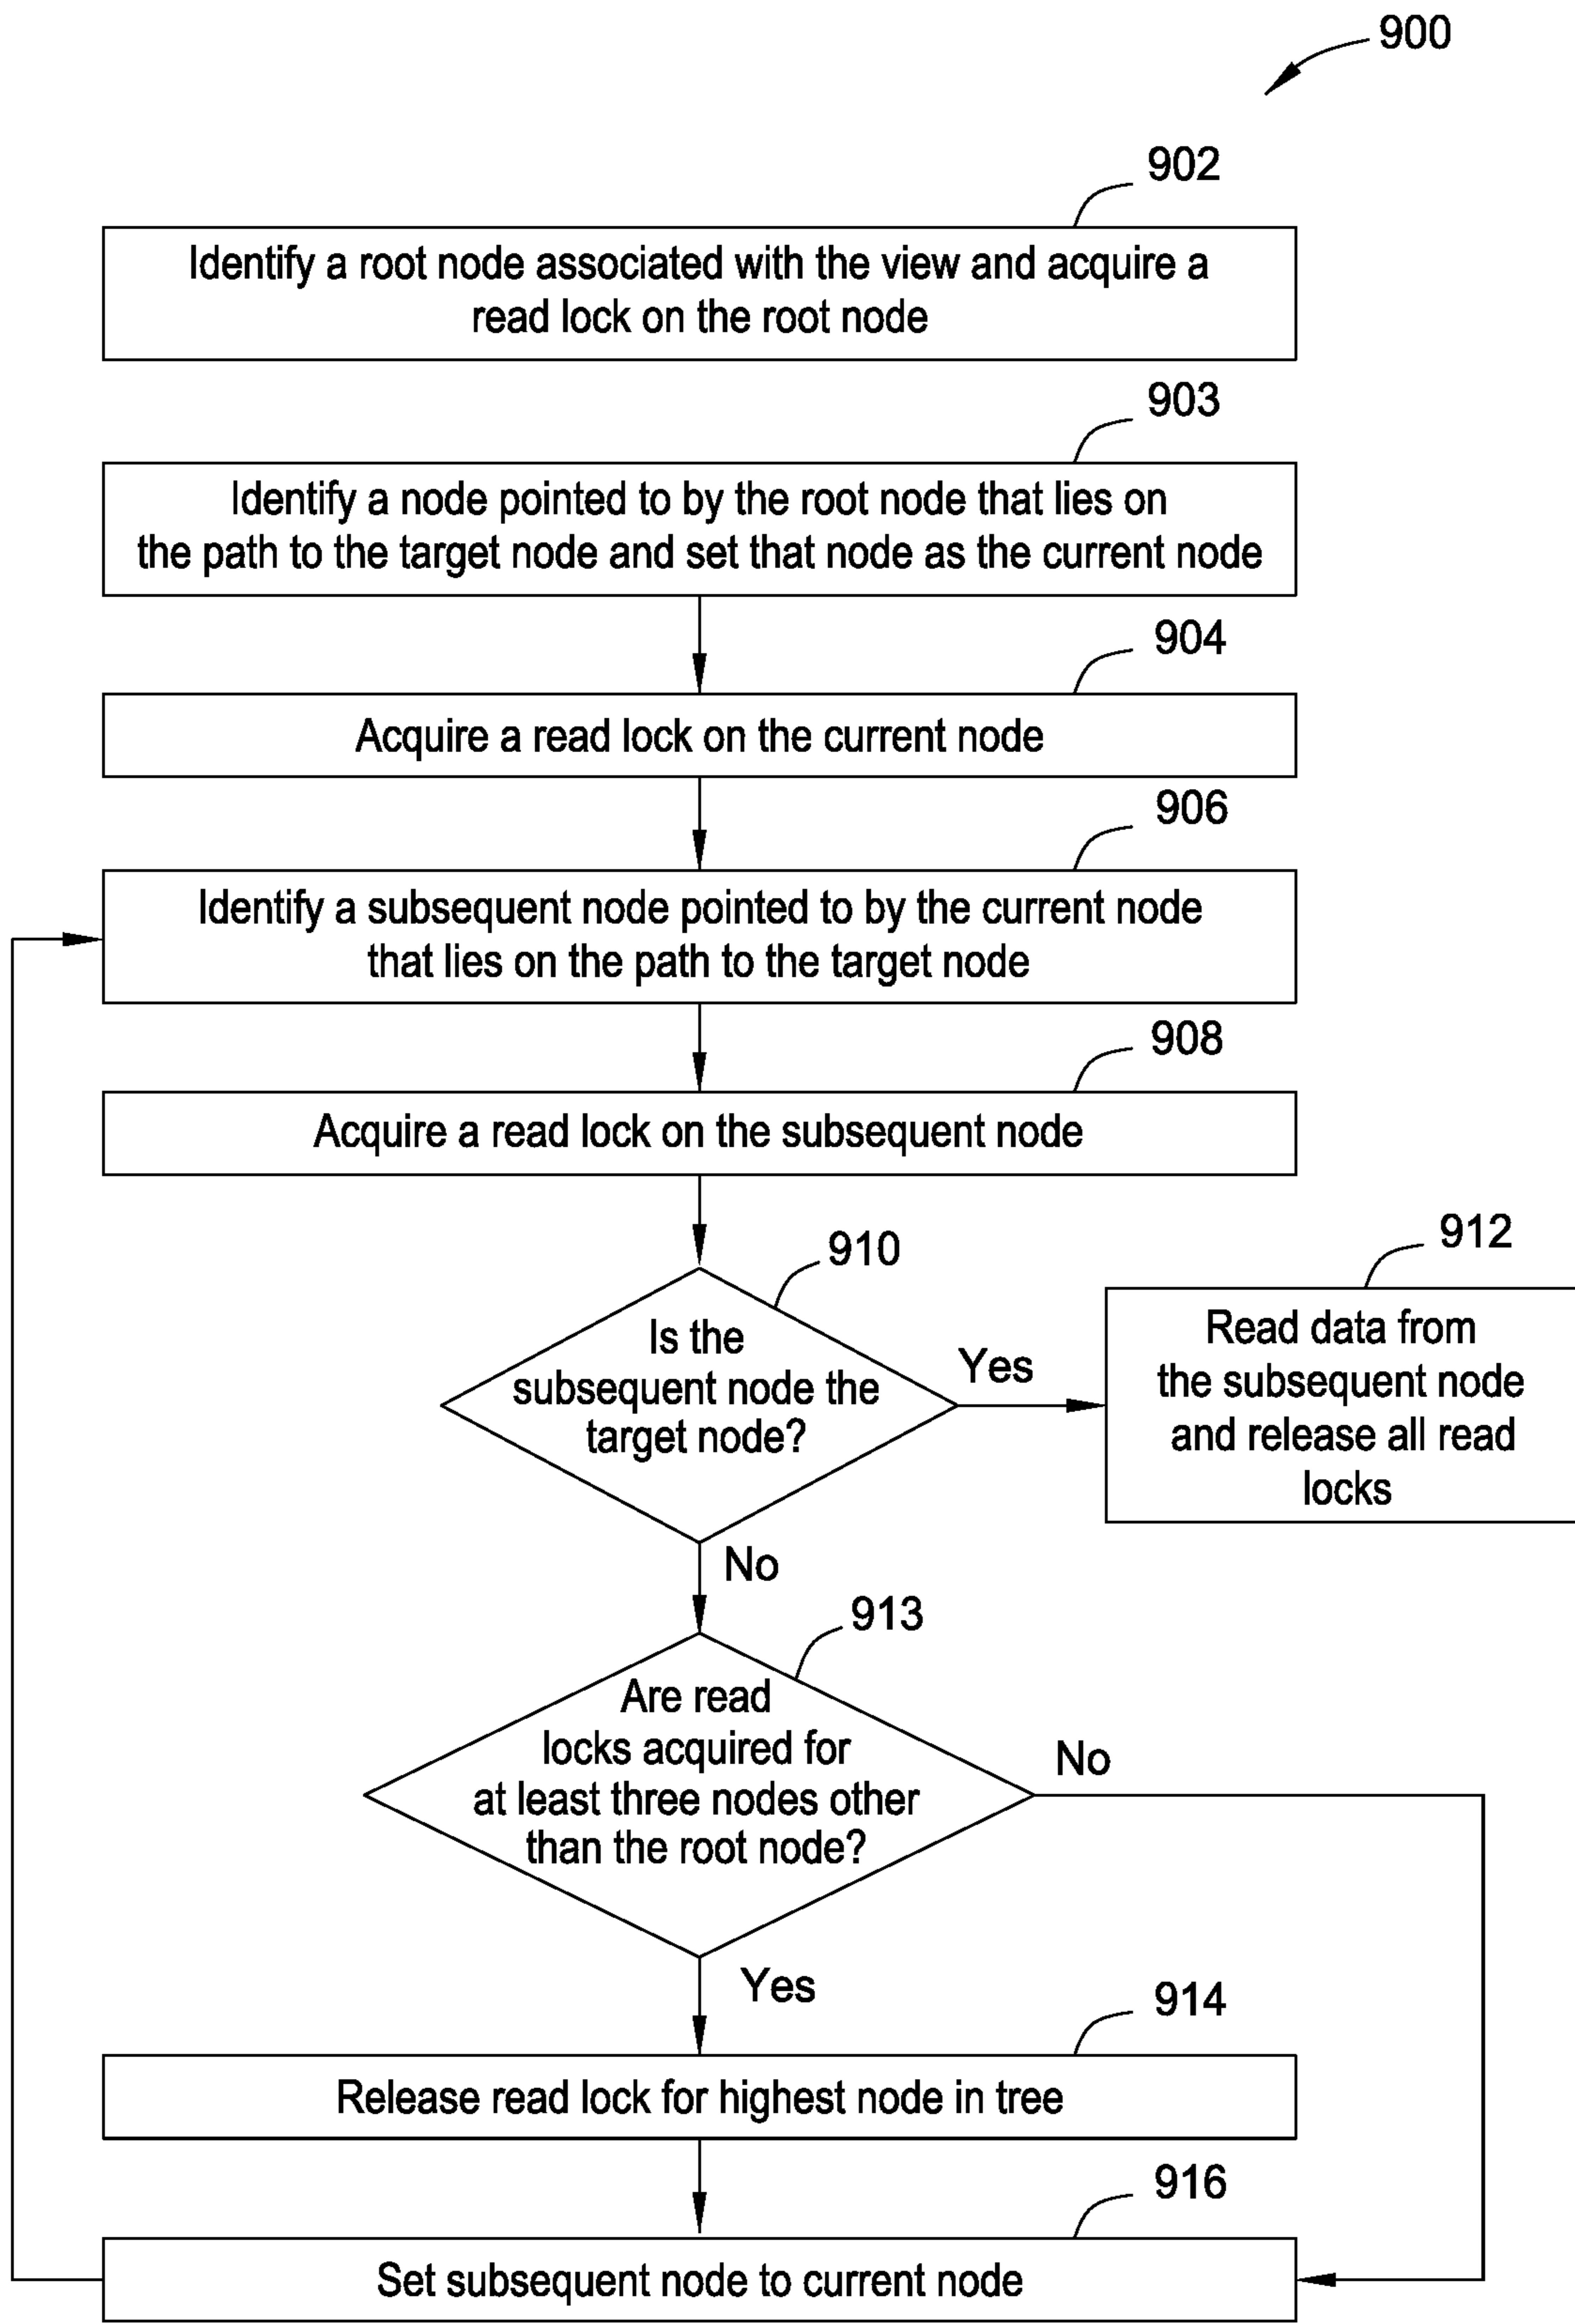 900
902
Identify a root node associated with the view and acquire a
read lock on the root node
903
Identify a node pointed to by the root node that lies on
the path to the target node and set that node as the current node
904
Acquire a read lock on the current node
906
Identify a subsequent node pointed to by the current node
that lies on the path to the target node
908
Acquire a read lock on the subsequent node
910
Is the
subsequent node the
target node?
Yes
912
Read data from
the subsequent node
and release all read
locks
No
913
Are read
locks acquired for
at least three nodes other
than the root node?
No
Yes
914
Release read lock for highest node in tree
916
Set subsequent node to current node